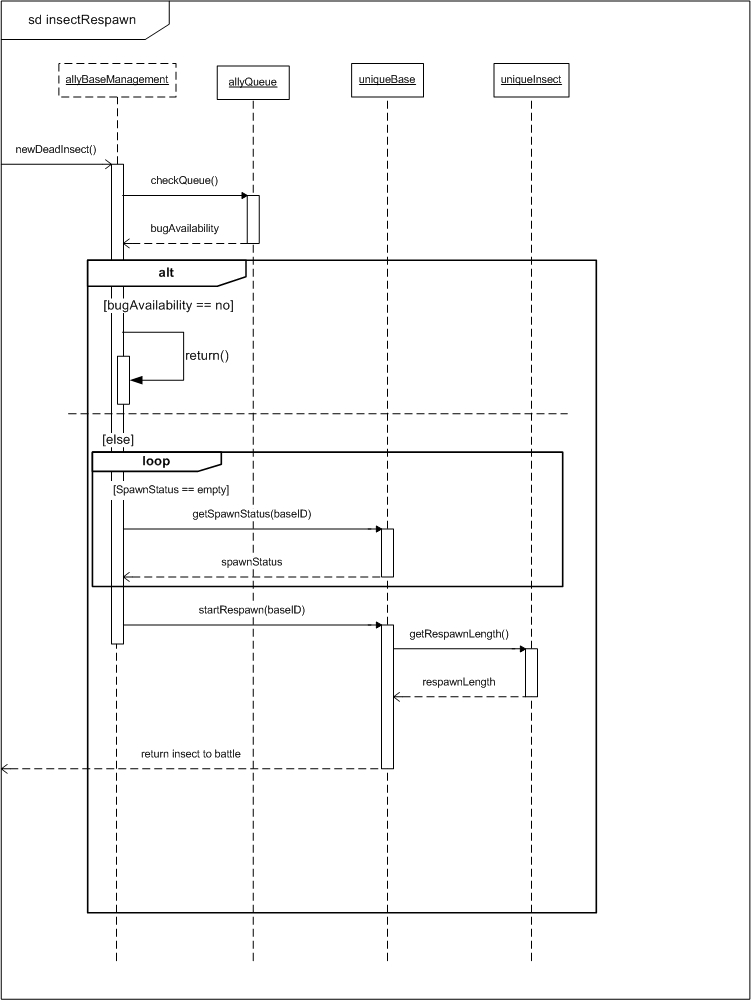 sd insectRespawn
allyBaseManagement
allyQueue
uniqueBase
uniqueInsect
newDeadInsect()
checkQueue()
bugAvailability
alt
[bugAvailability == no]
return()
[else]
loop
[SpawnStatus == empty]
getSpawnStatus(baseID)
spawnStatus
startRespawn(baseID)
getRespawnLength()
respawnLength
return insect to battle